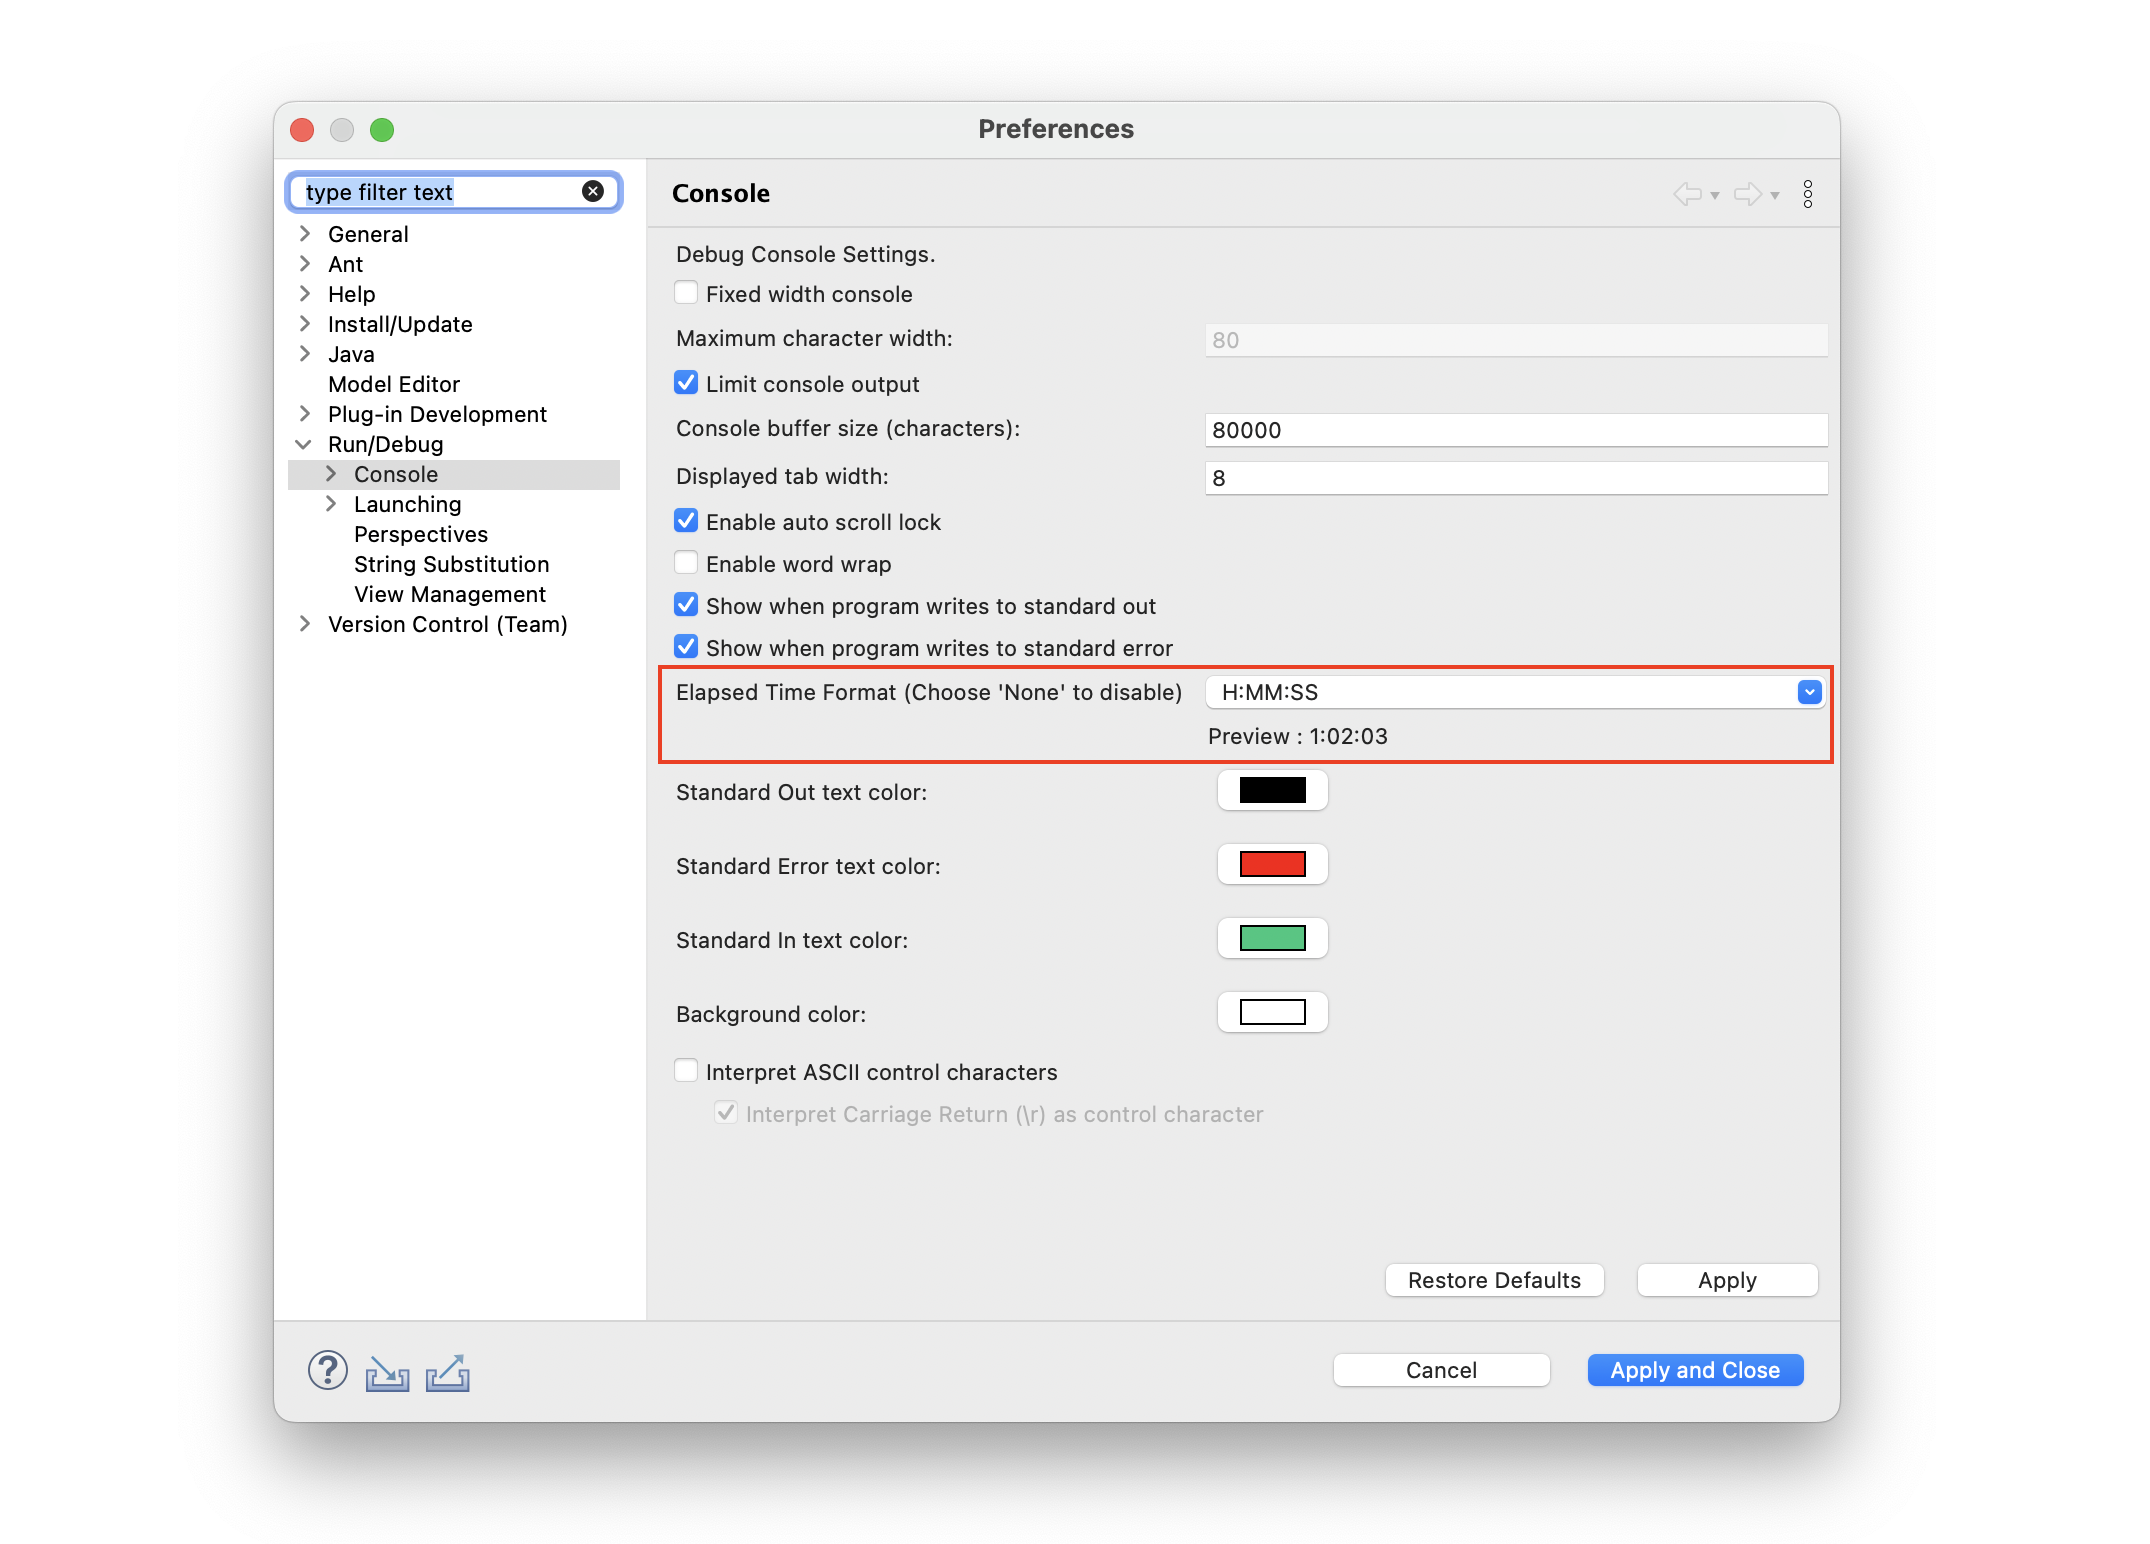 Preferences
type filter text
General
Ant
Help
Install/Update
Java
Model Editor
Plug-in Development
Run/Debug
Console
Launching
Perspectives
String Substitution
View Management
Version Control (Team)
Console
Debug Console Settings.
Fixed width console
Maximum character width: 80
Limit console output
Console buffer size (characters): 80000
Displayed tab width: 8
Enable auto scroll lock
Enable word wrap
Show when program writes to standard out
Show when program writes to standard error
Elapsed Time Format (Choose 'None' to disable) H:MM:SS
Preview : 1:02:03
Standard Out text color:
Standard Error text color:
Standard In text color:
Background color:
Interpret ASCII control characters
Interpret Carriage Return (\r) as control character
Restore Defaults Apply
? Cancel Apply and Close